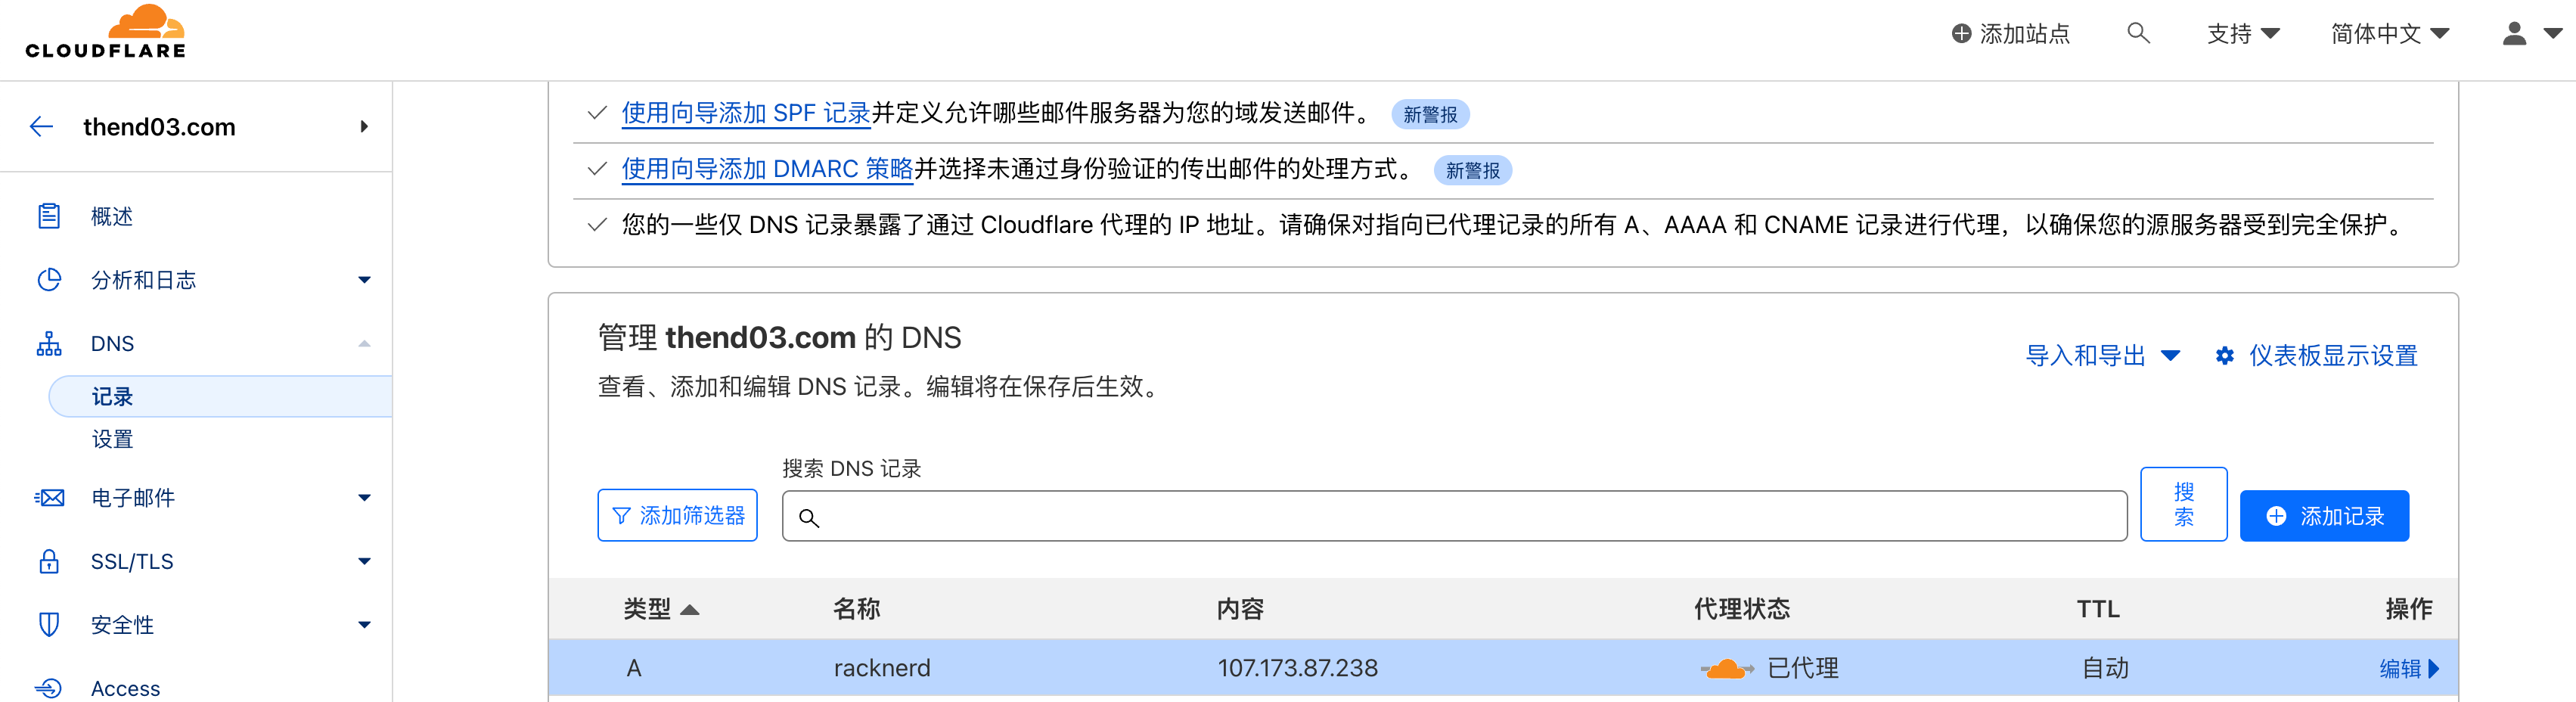 CLOUDFLARE
添加站点
支持
简体中文
thend03.com
概述
分析和日志
DNS
记录
设置
电子邮件
SSL/TLS
安全性
Access
使用向导添加 SPF 记录并定义允许哪些邮件服务器为您的域发送邮件。 新警报
使用向导添加 DMARC 策略并选择未通过身份验证的传出邮件的处理方式。 新警报
您的一些仅 DNS 记录暴露了通过 Cloudflare 代理的 IP 地址。请确保对指向已代理记录的所有 A、AAAA 和 CNAME 记录进行代理，以确保您的源服务器受到完全保护。
管理 thend03.com 的 DNS
查看、添加和编辑 DNS 记录。编辑将在保存后生效。
导入和导出
仪表板显示设置
搜索 DNS 记录
添加筛选器
搜
索
添加记录
类型 名称 内容 代理状态 TTL 操作
A racknerd 107.173.87.238 已代理 自动 编辑